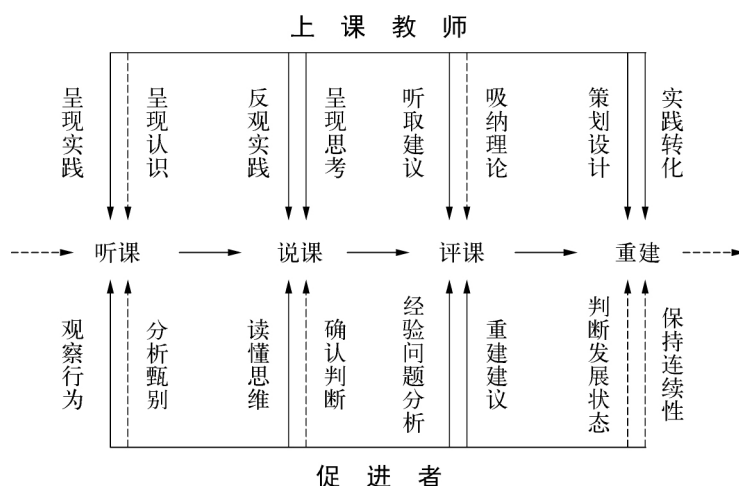 上课教师
呈现实践
呈现认识
反观实践
呈现思考
听取建议
吸纳理论
策划设计
实践转化
听课
说课
评课
重建
观察行为
分析甄别
读懂思维
确认判断
经验问题分析
重建建议
判断发展状态
保持连续性
促进者